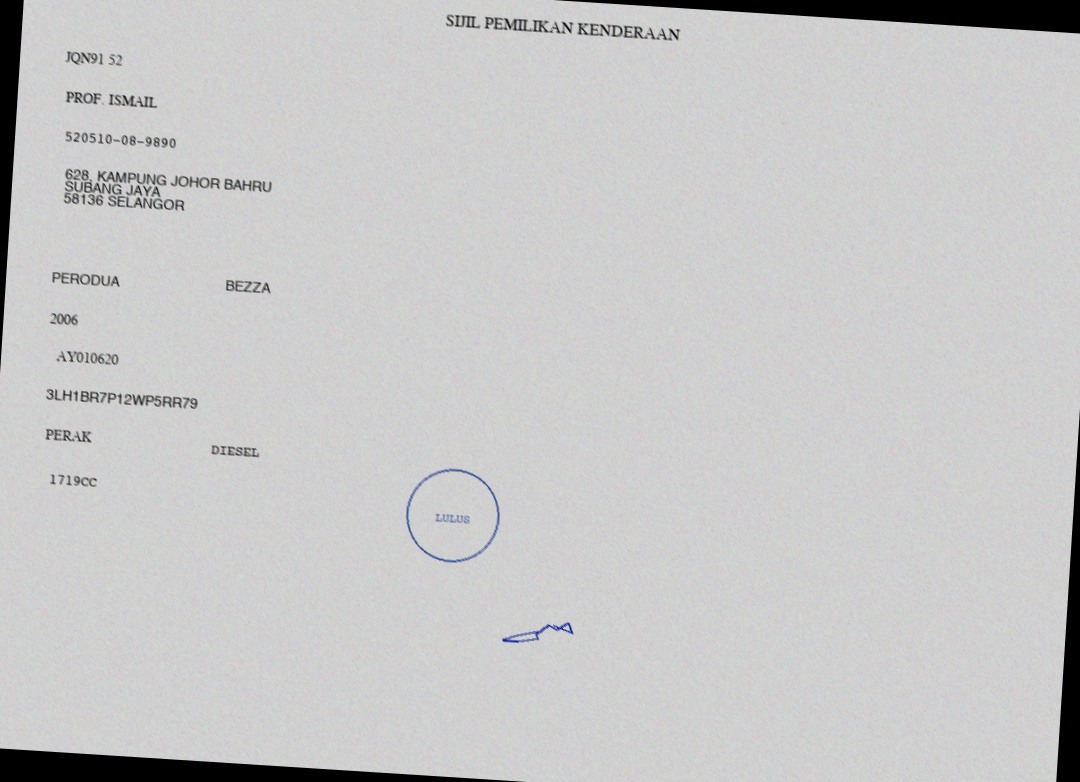 SIJIL PEMILIKAN KENDERAAN
JQN91 52
PROF. ISMAIL
520510-08-9890
628, KAMPUNG JOHOR BAHRU
SUBANG JAYA
58136 SELANGOR
PERODUA BEZZA
2006
AY010620
3LH1BR7P12WP5RR79
PERAK DIESEL
1719CC
LULUS